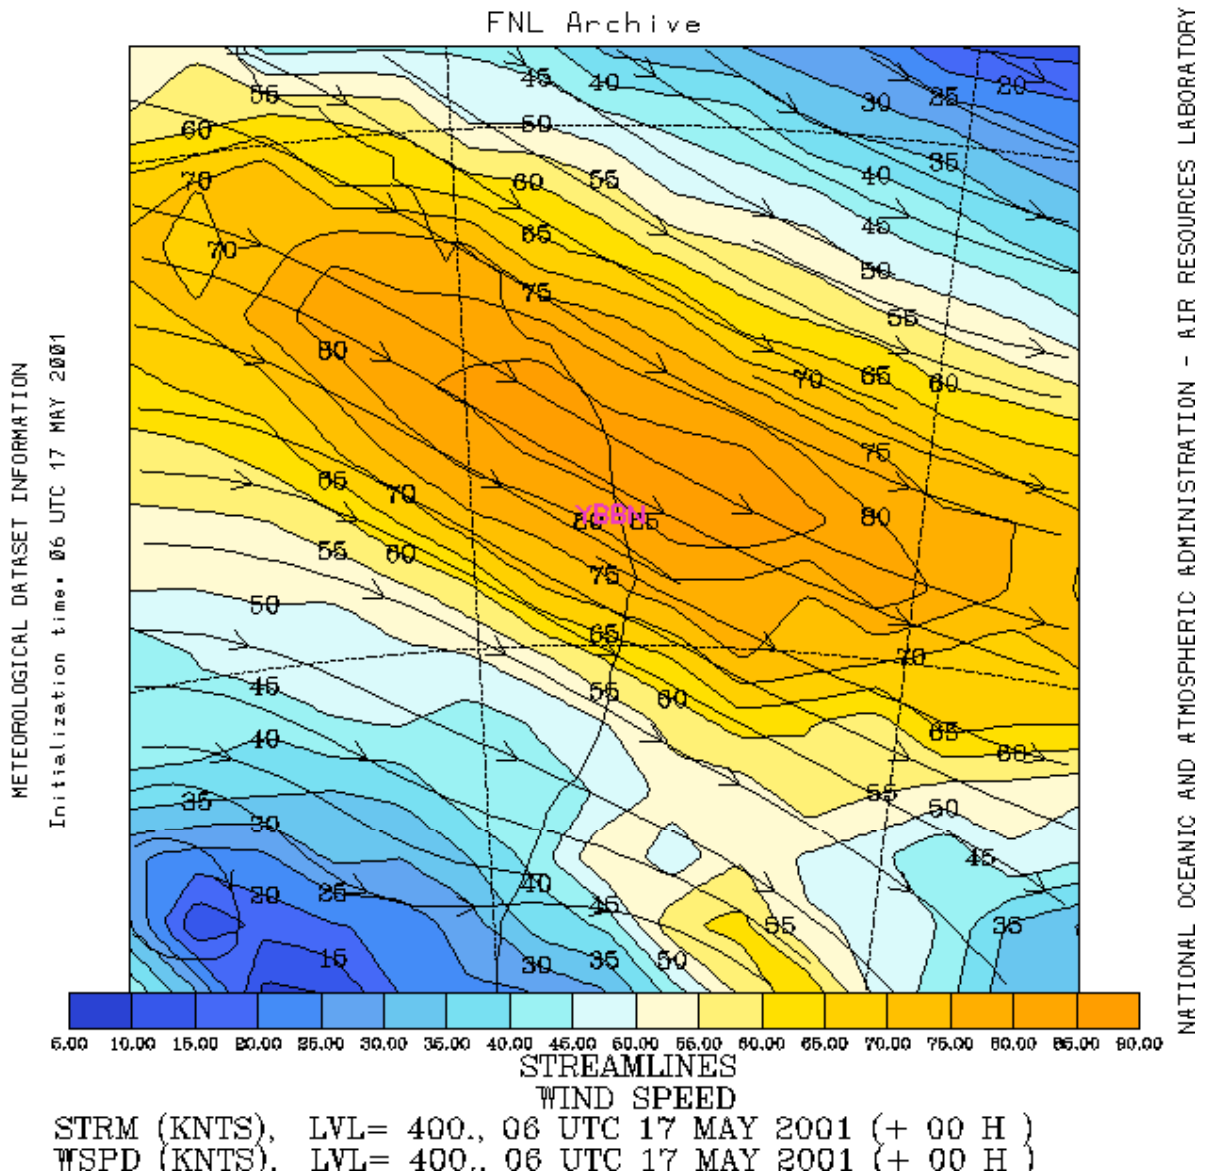 FNL Archive
METEOROLOGICAL DATASET INFORMATION
Initialization time: 06 UTC 17 MAY 2001
NATIONAL OCEANIC AND ATMOSPHERIC ADMINISTRATION - AIR RESOURCES LABORATORY
45 40 20
55 30 25
60 50 35
70 60 55 40
65 45
70 50
75 55
80 70 65 60
75
65 70
YBBN
80 85 80
55 60 75
50
65 70
45 55 60
40 65 60
35 55 50
30 45
20 25 40 45
55 35
15 30 35 50
5.00 10.00 15.00 20.00 25.00 30.00 35.00 40.00 45.00 50.00 55.00 60.00 65.00 70.00 75.00 80.00 85.00 90.00
STREAMLINES
WIND SPEED
STRM (KNTS), LVL= 400., 06 UTC 17 MAY 2001 (+ 00 H )
WSPD (KNTS), LVL= 400., 06 UTC 17 MAY 2001 (+ 00 H )